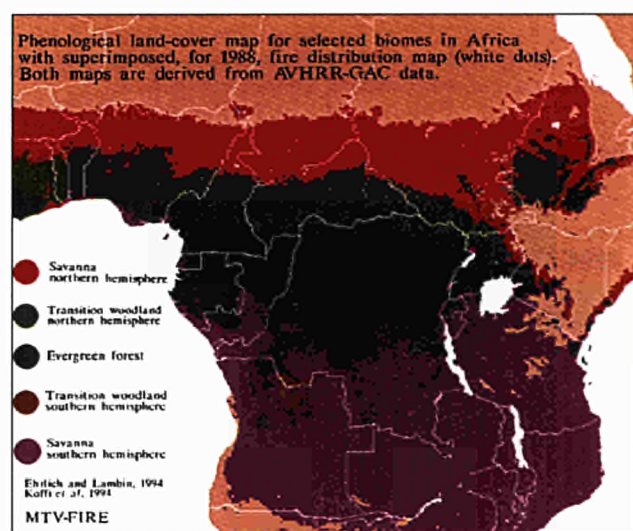 Phenological land-cover map for selected biomes in Africa
with superimposed, for 1988, fire distribution map (white dots).
Both maps are derived from AVHRR-GAC data.
Savanna
northern hemisphere
Transition woodland
northern hemisphere
Evergreen forest
Transition woodland
southern hemisphere
Savanna
southern hemisphere
Ehrlich and Lambin, 1994
Koffi et al. 1994
MTV-FIRE